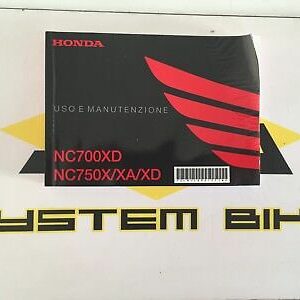 HONDA
USO E MANUTENZIONE
NC700XD
NC750X/XA/XD
YSTEM BIK